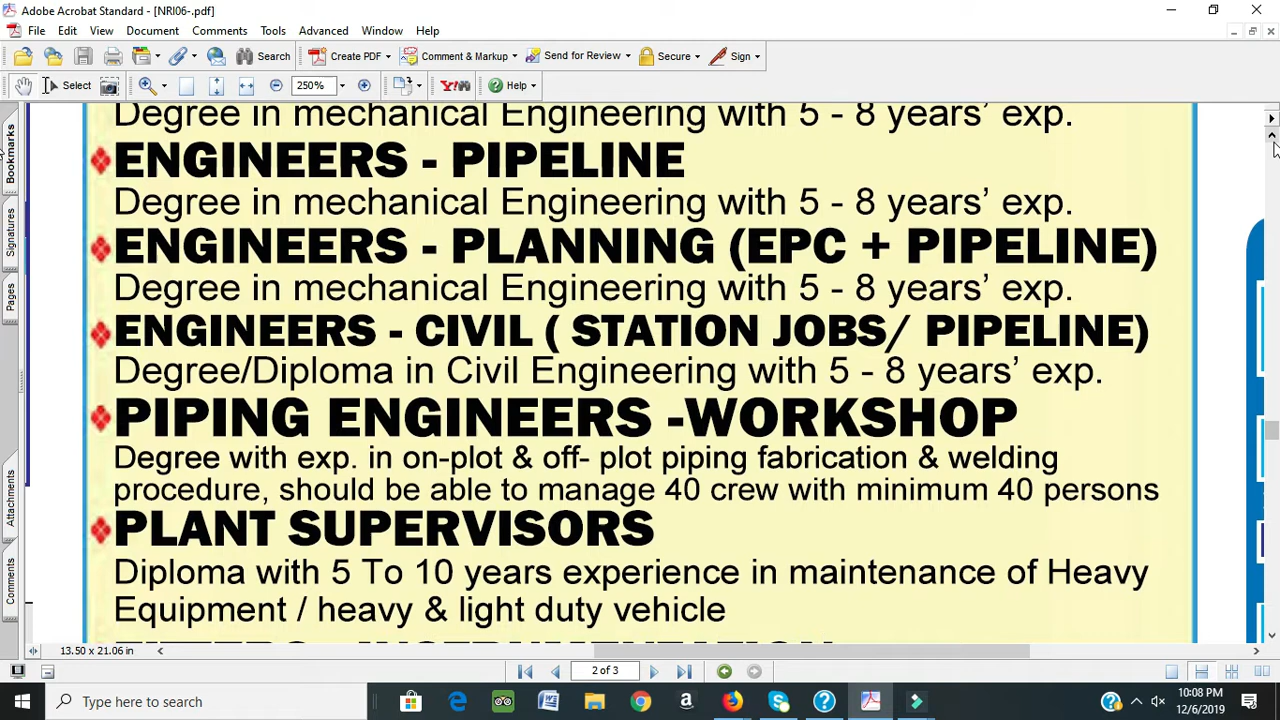 Adobe Acrobat Standard - [NRI06-.pdf]
File Edit View Document Comments Tools Advanced Window Help
Search Create PDF Comment & Markup Send for Review Secure Sign
Select 250% Y! Help
Bookmarks
Signatures
Pages
Attachments
Comments
Degree in mechanical Engineering with 5 - 8 years’ exp.
ENGINEERS - PIPELINE
Degree in mechanical Engineering with 5 - 8 years’ exp.
ENGINEERS - PLANNING (EPC + PIPELINE)
Degree in mechanical Engineering with 5 - 8 years’ exp.
ENGINEERS - CIVIL ( STATION JOBS/ PIPELINE)
Degree/Diploma in Civil Engineering with 5 - 8 years’ exp.
PIPING ENGINEERS -WORKSHOP
Degree with exp. in on-plot & off- plot piping fabrication & welding
procedure, should be able to manage 40 crew with minimum 40 persons
PLANT SUPERVISORS
Diploma with 5 To 10 years experience in maintenance of Heavy
Equipment / heavy & light duty vehicle
13.50 x 21.06 in
2 of 3
Type here to search
10:08 PM
12/6/2019